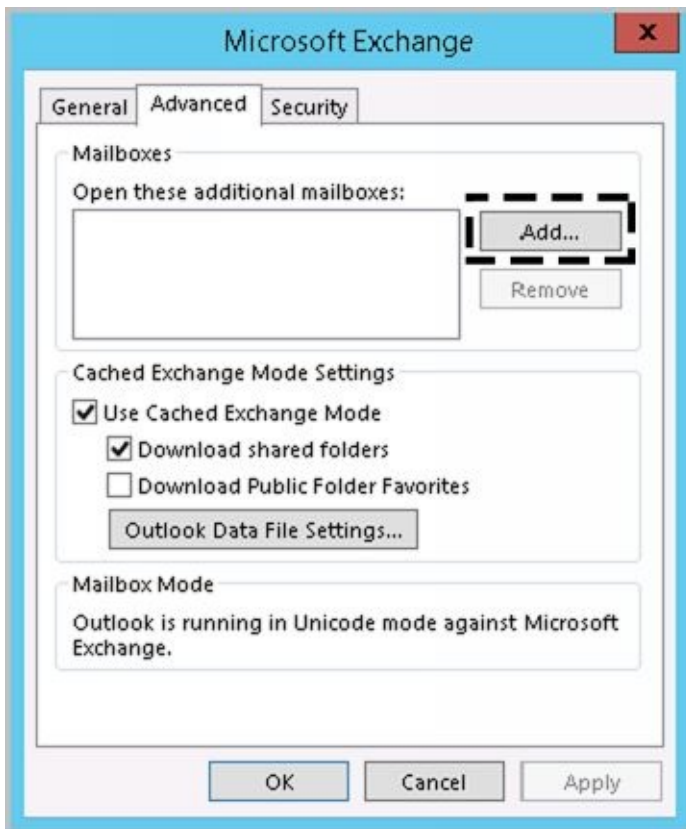 Microsoft Exchange
x
General Advanced Security
Mailboxes
Open these additional mailboxes:
Add...
Remove
Cached Exchange Mode Settings
Use Cached Exchange Mode
Download shared folders
Download Public Folder Favorites
Outlook Data File Settings...
Mailbox Mode
Outlook is running in Unicode mode against Microsoft
Exchange.
OK Cancel Apply